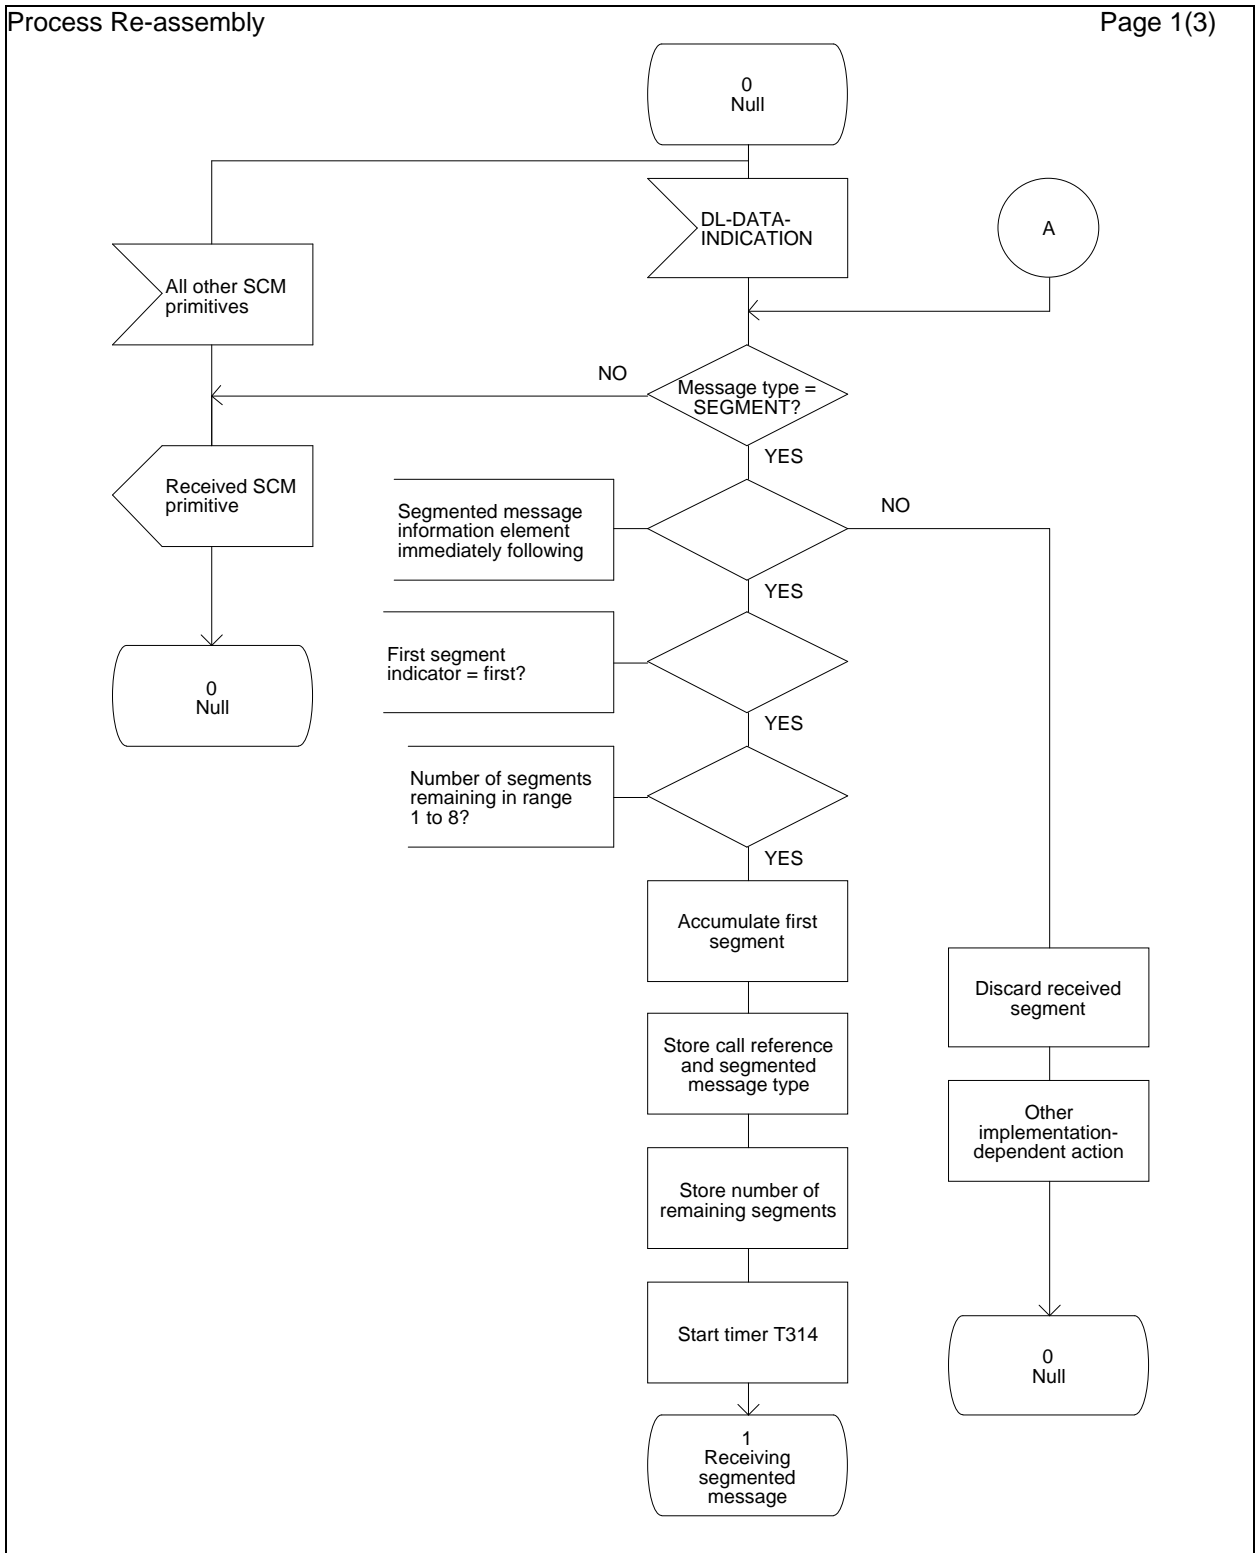 Process Re-assembly
Page 1(3)
0
Null
DL-DATA-
INDICATION
A
All other SCM
primitives
NO
Message type =
SEGMENT?
YES
Received SCM
primitive
Segmented message
information element
immediately following
NO
YES
First segment
indicator = first?
0
Null
YES
Number of segments
remaining in range
1 to 8?
YES
Accumulate first
segment
Discard received
segment
Store call reference
and segmented
message type
Other
implementation-
dependent action
Store number of
remaining segments
Start timer T314
0
Null
1
Receiving
segmented
message